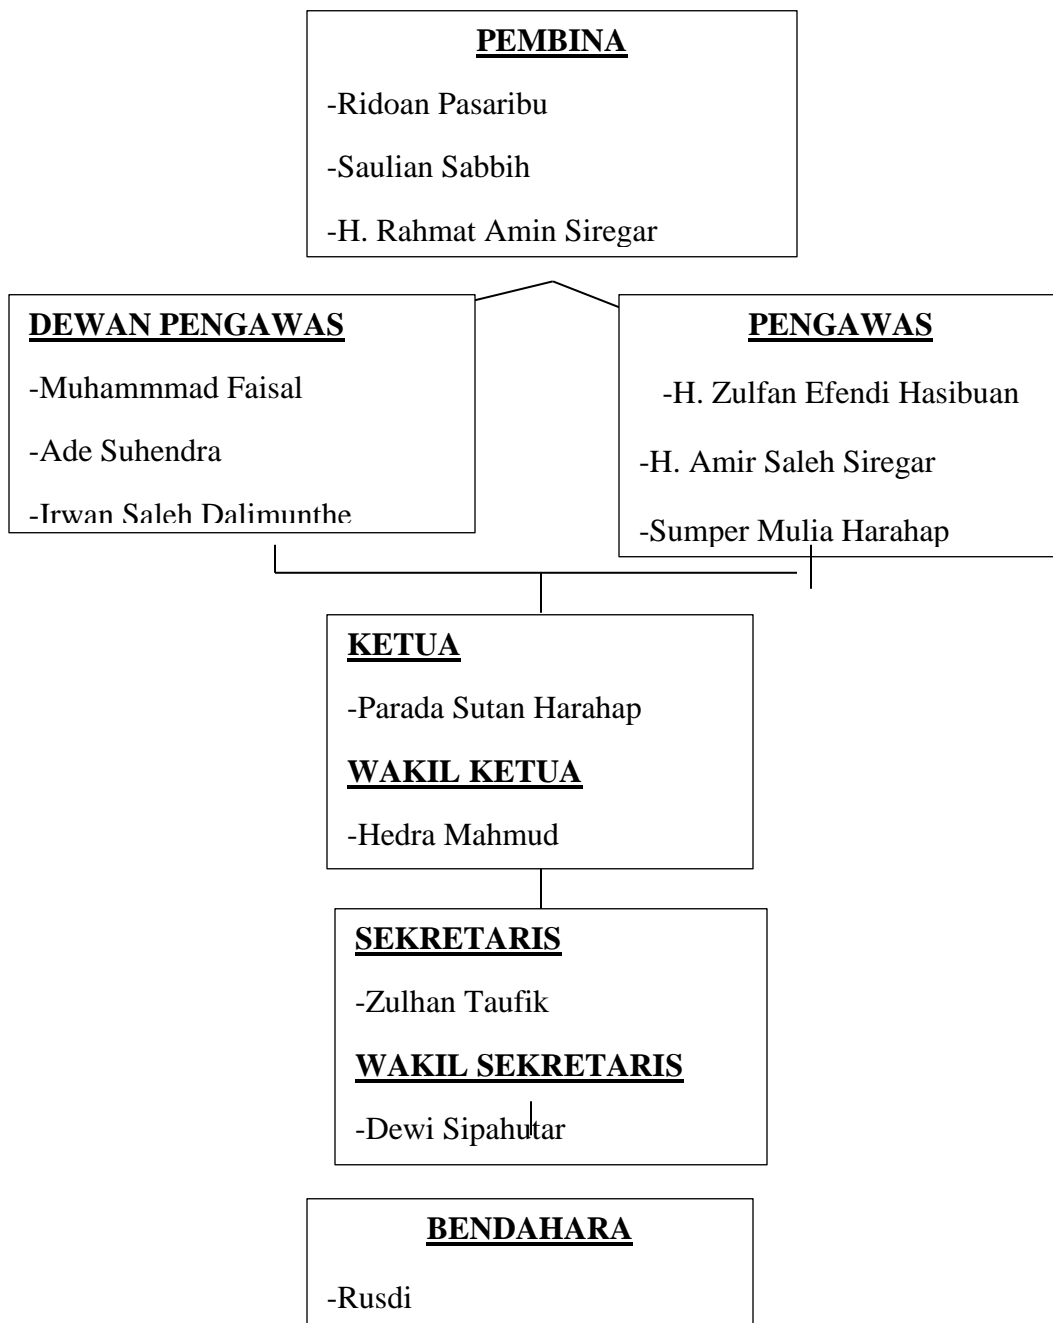 PEMBINA
-Ridoan Pasaribu
-Saulian Sabbih
-H. Rahmat Amin Siregar
DEWAN PENGAWAS
-Muhammmad Faisal
-Ade Suhendra
-Irwan Saleh Dalimunthe
PENGAWAS
-H. Zulfan Efendi Hasibuan
-H. Amir Saleh Siregar
-Sumper Mulia Harahap
KETUA
-Parada Sutan Harahap
WAKIL KETUA
-Hedra Mahmud
SEKRETARIS
-Zulhan Taufik
WAKIL SEKRETARIS
-Dewi Sipahutar
BENDAHARA
-Rusdi